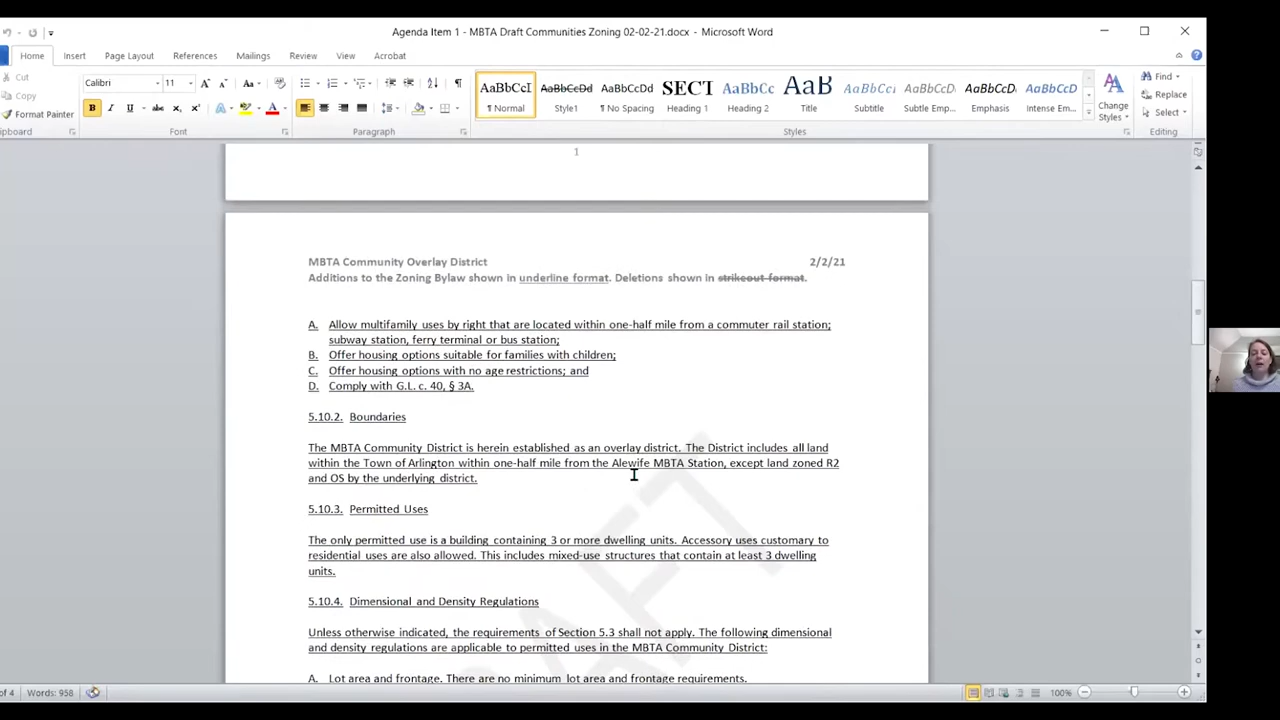 Agenda Item 1 - MBTA Draft Communities Zoning 02-02-21.docx - Microsoft Word
Home Insert Page Layout References Mailings Review View Acrobat
Cut
Copy
Format Painter
Calibri 11
AaBbCcI AaBbCcDd AaBbCcDd SECT AaBbCc AaB AaBbCcI AaBbCcD AaBbCcD AaBbCcD
¶ Normal Style1 ¶ No Spacing Heading 1 Heading 2 Title Subtitle Subtle Emp... Emphasis Intense Em...
Change Styles
Find
Replace
Select
Font Paragraph Styles Editing
1
MBTA Community Overlay District 2/2/21
Additions to the Zoning Bylaw shown in underline format. Deletions shown in strikeout format.
A. Allow multifamily uses by right that are located within one-half mile from a commuter rail station;
subway station, ferry terminal or bus station;
B. Offer housing options suitable for families with children;
C. Offer housing options with no age restrictions; and
D. Comply with G.L. c. 40, § 3A.
5.10.2. Boundaries
The MBTA Community District is herein established as an overlay district. The District includes all land
within the Town of Arlington within one-half mile from the Alewife MBTA Station, except land zoned R2
and OS by the underlying district.
5.10.3. Permitted Uses
The only permitted use is a building containing 3 or more dwelling units. Accessory uses customary to
residential uses are also allowed. This includes mixed-use structures that contain at least 3 dwelling
units.
5.10.4. Dimensional and Density Regulations
Unless otherwise indicated, the requirements of Section 5.3 shall not apply. The following dimensional
and density regulations are applicable to permitted uses in the MBTA Community District:
A. Lot area and frontage. There are no minimum lot area and frontage requirements.
of 4 Words: 958 100%